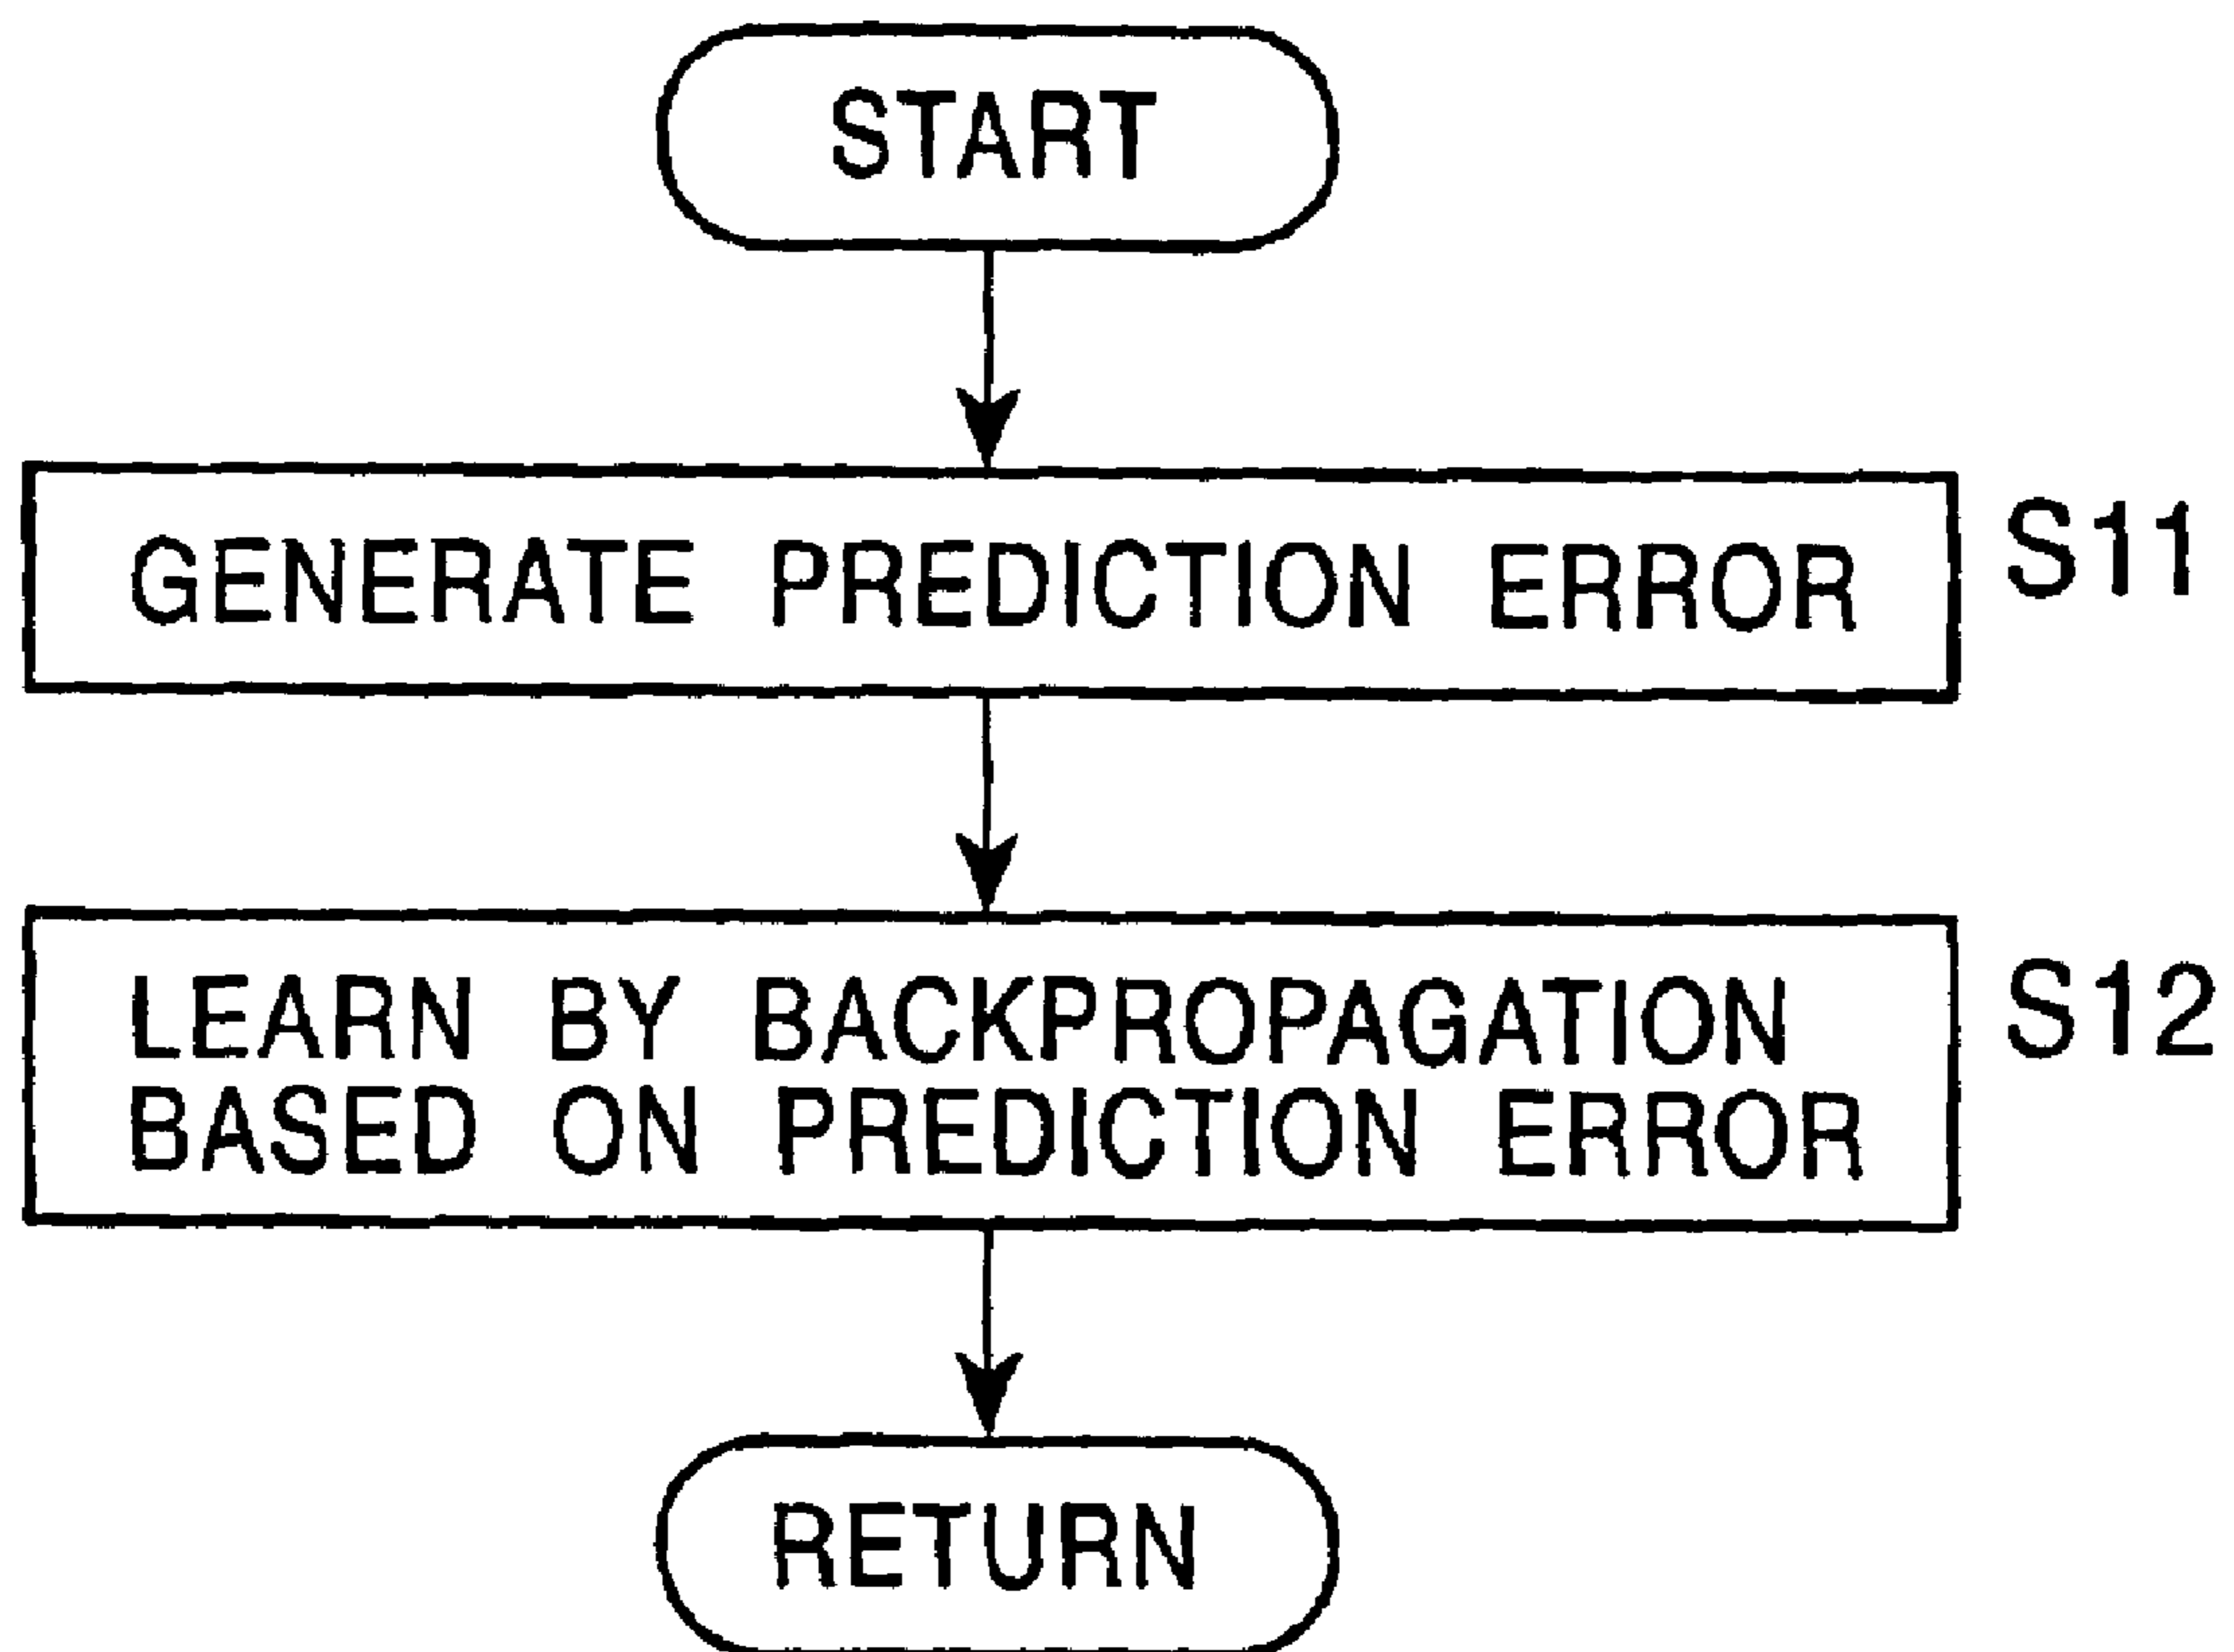 START
GENERATE PREDICTION ERROR
S11
LEARN BY BACKPROPAGATION
BASED ON PREDICTION ERROR
S12
RETURN